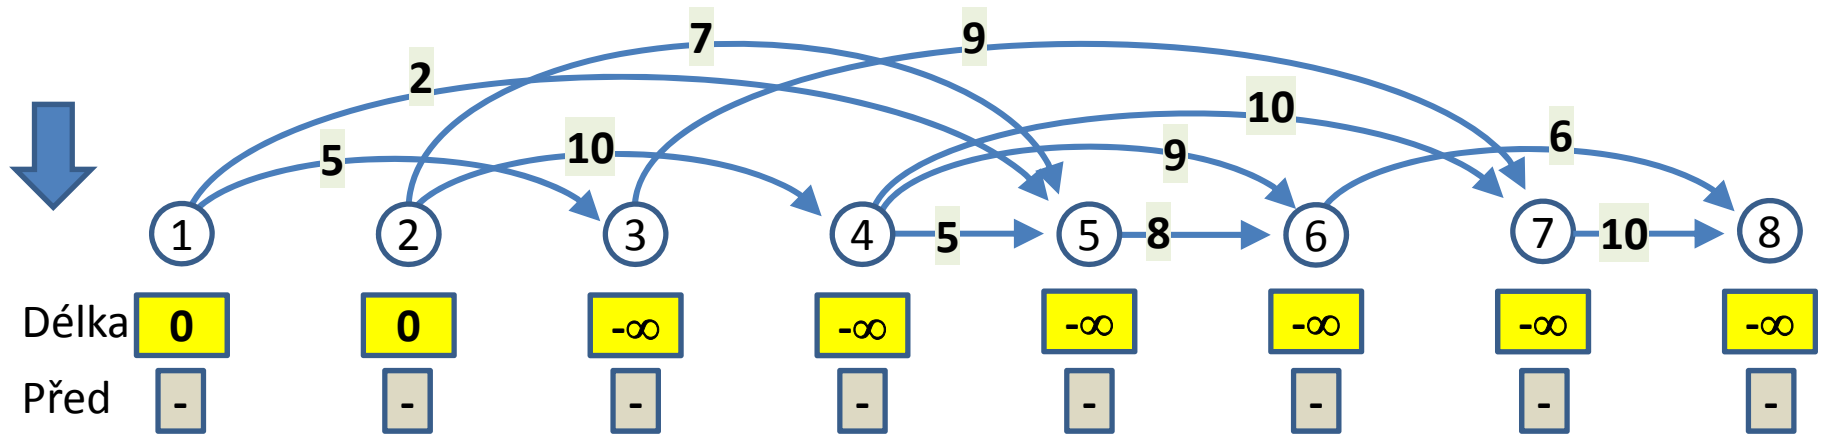 7 9
2
10
6
5 10 9
1 2 3 4 5 5 8 6 7 10 8
Délka 0 0 -∞ -∞ -∞ -∞ -∞ -∞
Před - - - - - - - -